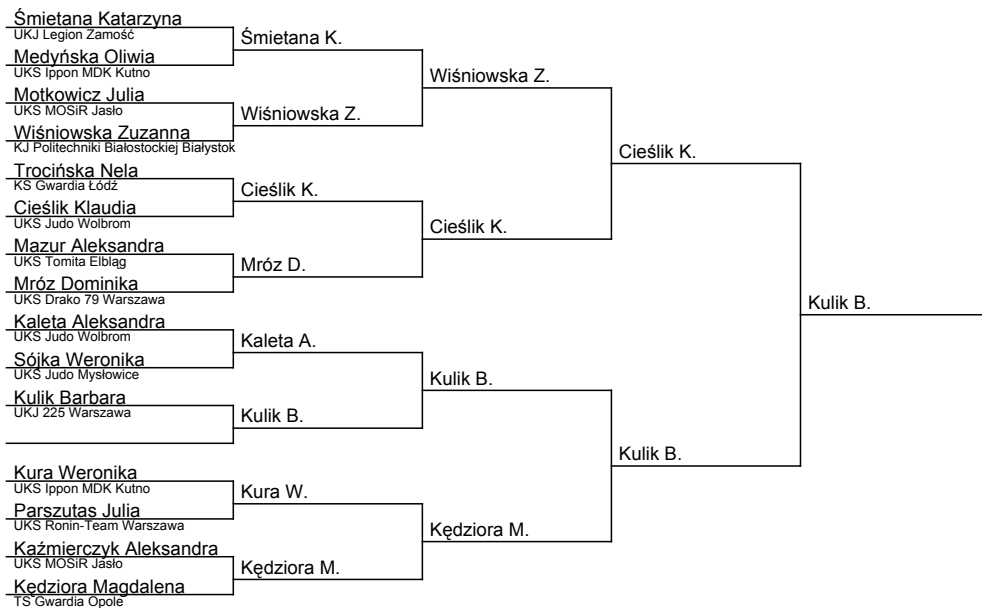 Śmietana Katarzyna
UKJ Legion Zamość
Medyńska Oliwia
UKS Ippon MDK Kutno
Motkowicz Julia
UKS MOSiR Jasło
Wiśniowska Zuzanna
KJ Politechniki Białostockiej Białystok
Trocińska Nela
KS Gwardia Łódź
Cieślik Klaudia
UKS Judo Wolbrom
Mazur Aleksandra
UKS Tomita Elbląg
Mróz Dominika
UKS Drako 79 Warszawa
Kaleta Aleksandra
UKS Judo Wolbrom
Sójka Weronika
UKS Judo Mysłowice
Kulik Barbara
UKJ 225 Warszawa
Kura Weronika
UKS Ippon MDK Kutno
Parszutas Julia
UKS Ronin-Team Warszawa
Kaźmierczyk Aleksandra
UKS MOSiR Jasło
Kędziora Magdalena
TS Gwardia Opole
Śmietana K.
Wiśniowska Z.
Cieślik K.
Mróz D.
Kaleta A.
Kulik B.
Kura W.
Kędziora M.
Wiśniowska Z.
Cieślik K.
Kulik B.
Kędziora M.
Cieślik K.
Kulik B.
Kulik B.